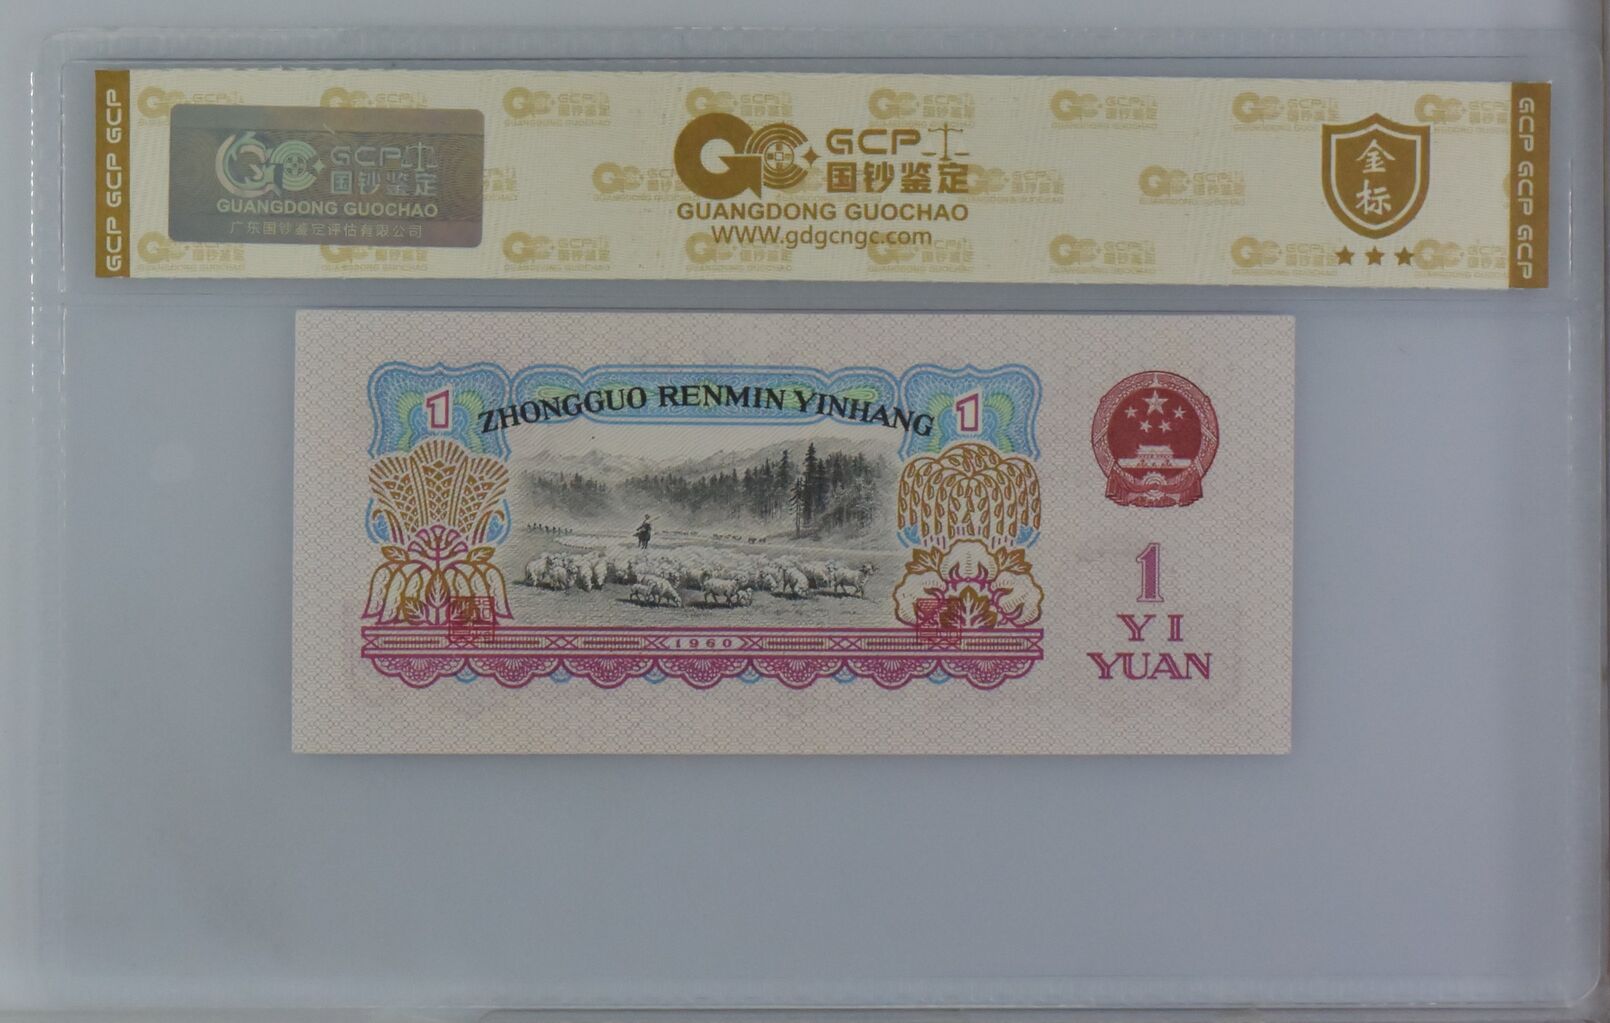 GCP GCP GCP
GCP
国钞鉴定
GUANGDONG GUOCHAO
广东国钞鉴定评估有限公司
GCP
国钞鉴定
GUANGDONG GUOCHAO
www.gdgcngc.com
金标
GCP GCP GCP
1
ZHONGGUO RENMIN YINHANG
1
1960
1
YI
YUAN